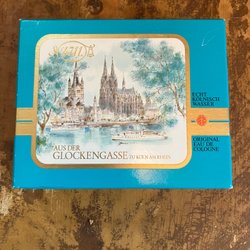 AUS DER
GLOCKENGASSE ZU KÖLN AM RHEIN
ECHT
KÖLNISCH
WASSER
ORIGINAL
EAU DE
COLOGNE